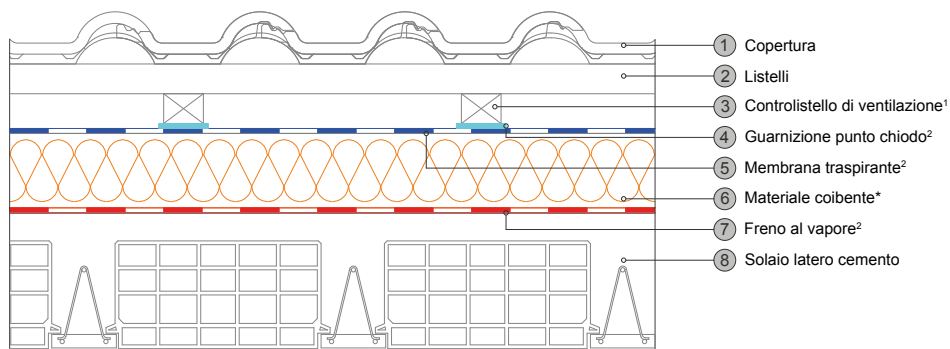 1 Copertura
2 Listelli
3 Controlistello di ventilazione¹
4 Guarnizione punto chiodo²
5 Membrana traspirante²
6 Materiale coibente*
7 Freno al vapore²
8 Solaio latero cemento